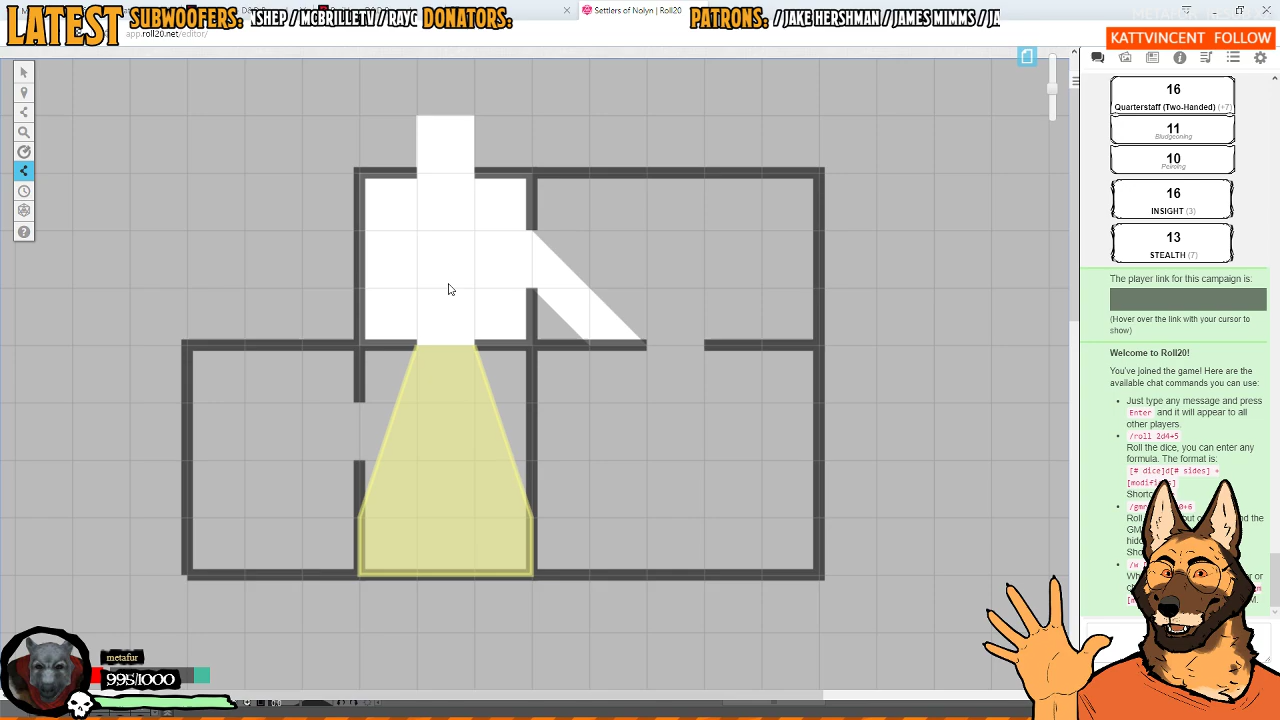 LATEST
SUBWOOFERS:
/ISHEP / MCBRILLETV / RAYC
DONATORS:
Settlers of Nolyn | Roll20
PATRONS:
/ JAKE HERSHMAN / JAMES MIMMS / JA
KATTVINCENT FOLLOW
app.roll20.net/editor/
16
Quarterstaff (Two-Handed) (+7)
11
Bludgeoning
10
Piercing
16
INSIGHT (3)
13
STEALTH (7)
The player link for this campaign is:
(Hover over the link with your cursor to
show)
Welcome to Roll20!
You've joined the game! Here are the
available chat commands you can use:
Just type any message and press
Enter and it will appear to all
other players.
/roll 2d4+5
Roll the dice, you can enter any
formula. The format is:
[# dice]d[# sides] +
metafur
995/1000